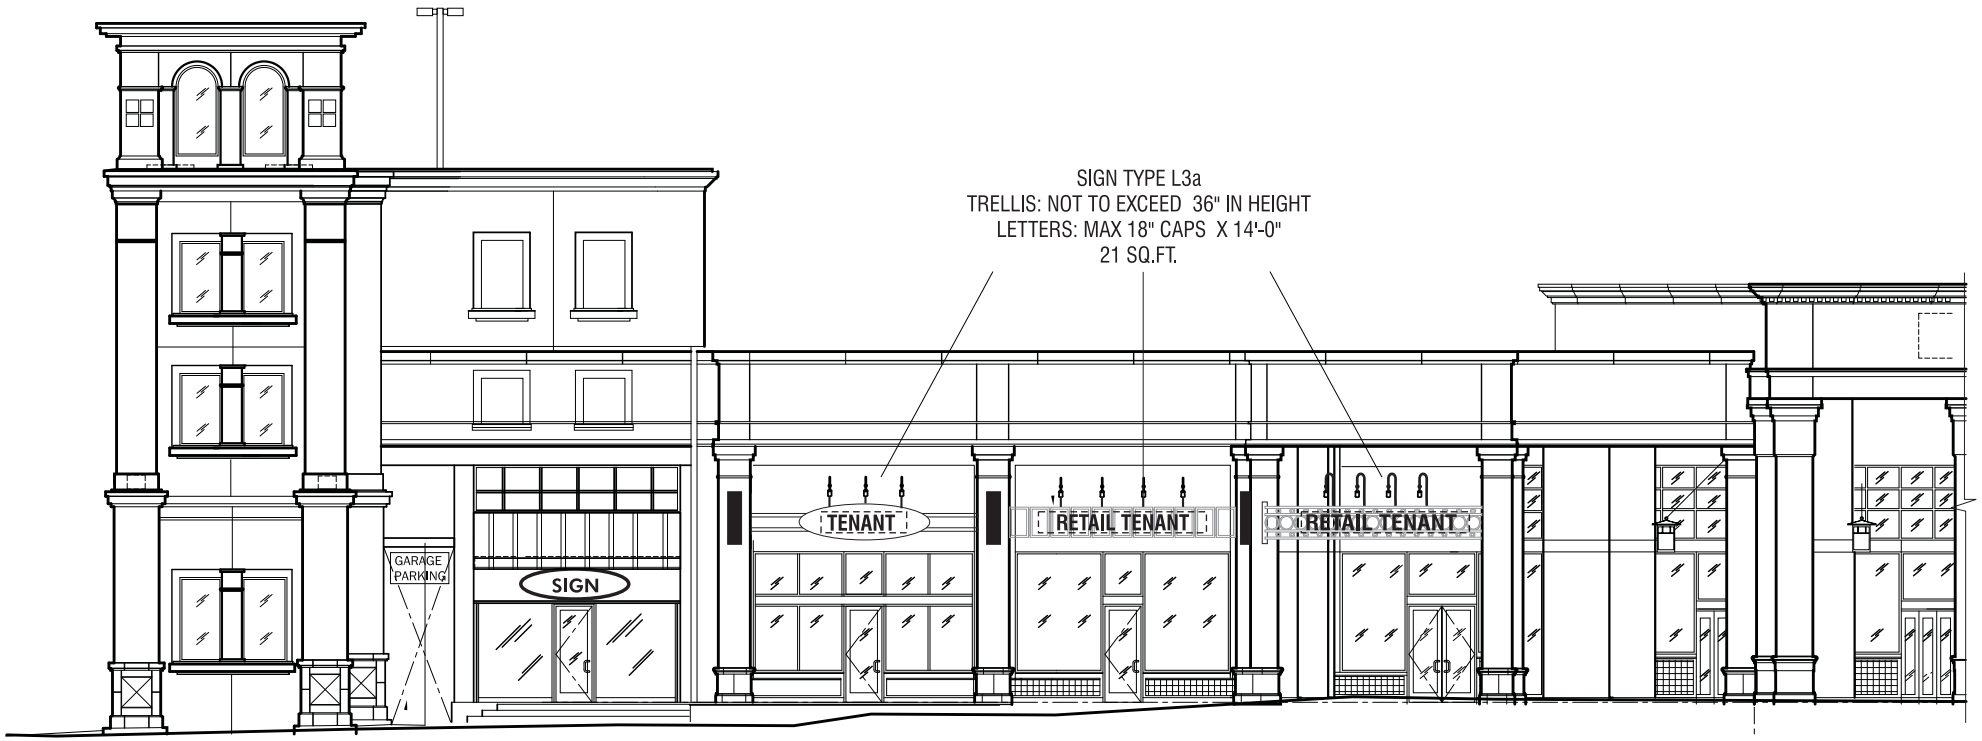 SIGN TYPE L3a
TRELLIS: NOT TO EXCEED 36" IN HEIGHT
LETTERS: MAX 18" CAPS X 14'-0"
21 SQ.FT.
TENANT
RETAIL TENANT
RETAIL TENANT
GARAGE
PARKING
SIGN